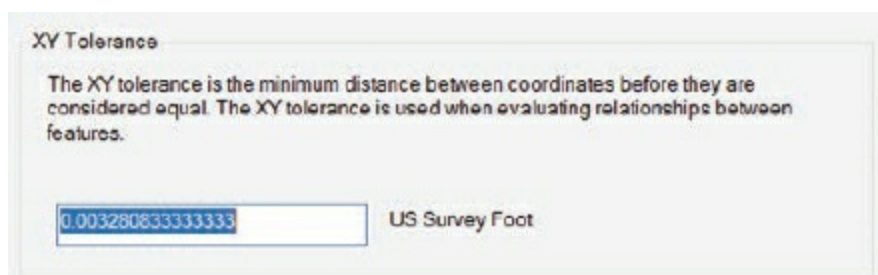 XY Tolerance
The XY tolerance is the minimum distance between coordinates before they are
considered equal. The XY tolerance is used when evaluating relationships between
features.
0.003280833333333 US Survey Foot